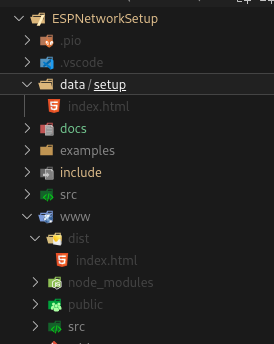 ESPNetworkSetup
.pio
.vscode
data/setup
index.html
docs
examples
include
src
www
dist
index.html
node_modules
public
src